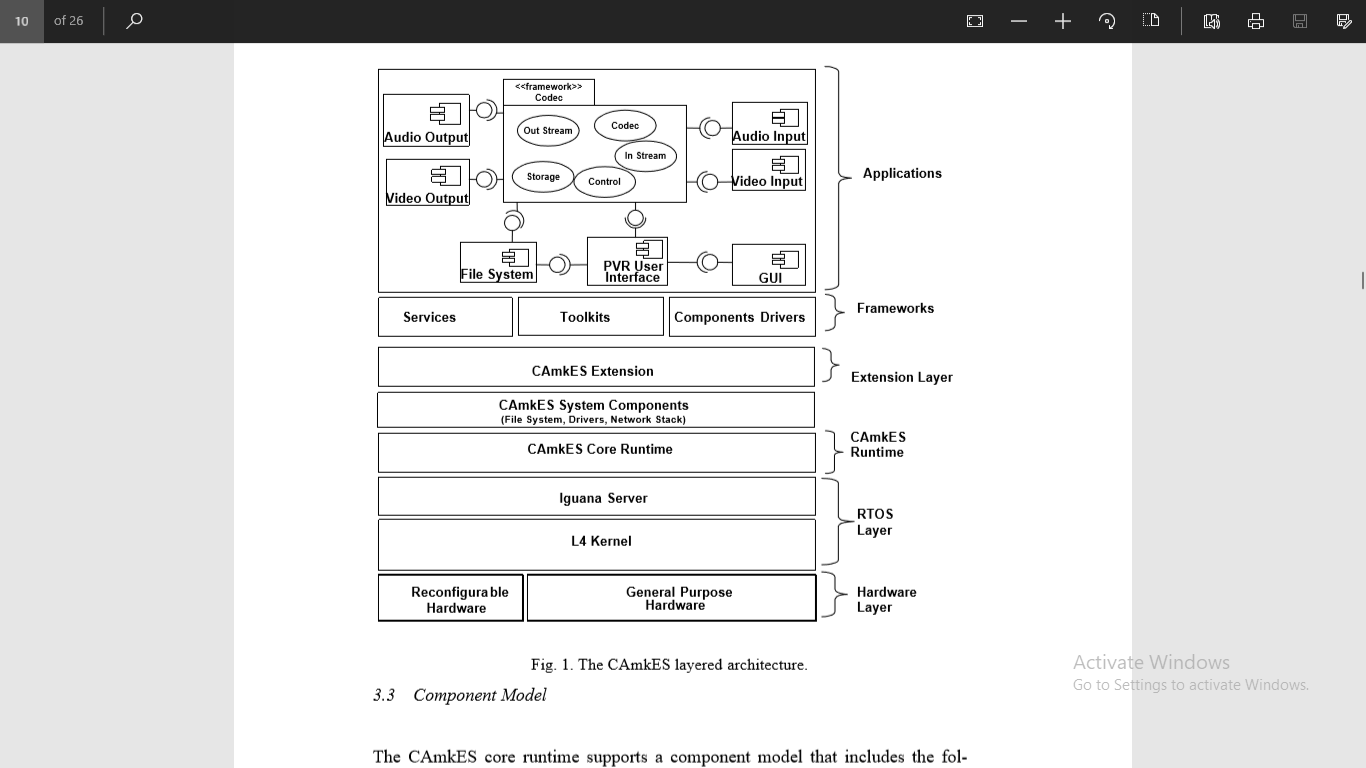 10 of 26
<<framework>>
Codec
Audio Output
Out Stream
Codec
Audio Input
In Stream
Video Output
Storage
Control
Video Input
Applications
File System
PVR User
Interface
GUI
Services
Toolkits
Components Drivers
Frameworks
CAmkES Extension
Extension Layer
CAmkES System Components
(File System, Drivers, Network Stack)
CAmkES Core Runtime
CAmkES
Runtime
Iguana Server
L4 Kernel
RTOS
Layer
Reconfigurable
Hardware
General Purpose
Hardware
Hardware
Layer
Fig. 1. The CAmkES layered architecture.
Activate Windows
Go to Settings to activate Windows.
3.3 Component Model
The CAmkES core runtime supports a component model that includes the fol-